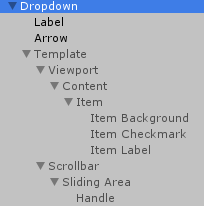 Dropdown
Label
Arrow
Template
Viewport
Content
Item
Item Background
Item Checkmark
Item Label
Scrollbar
Sliding Area
Handle